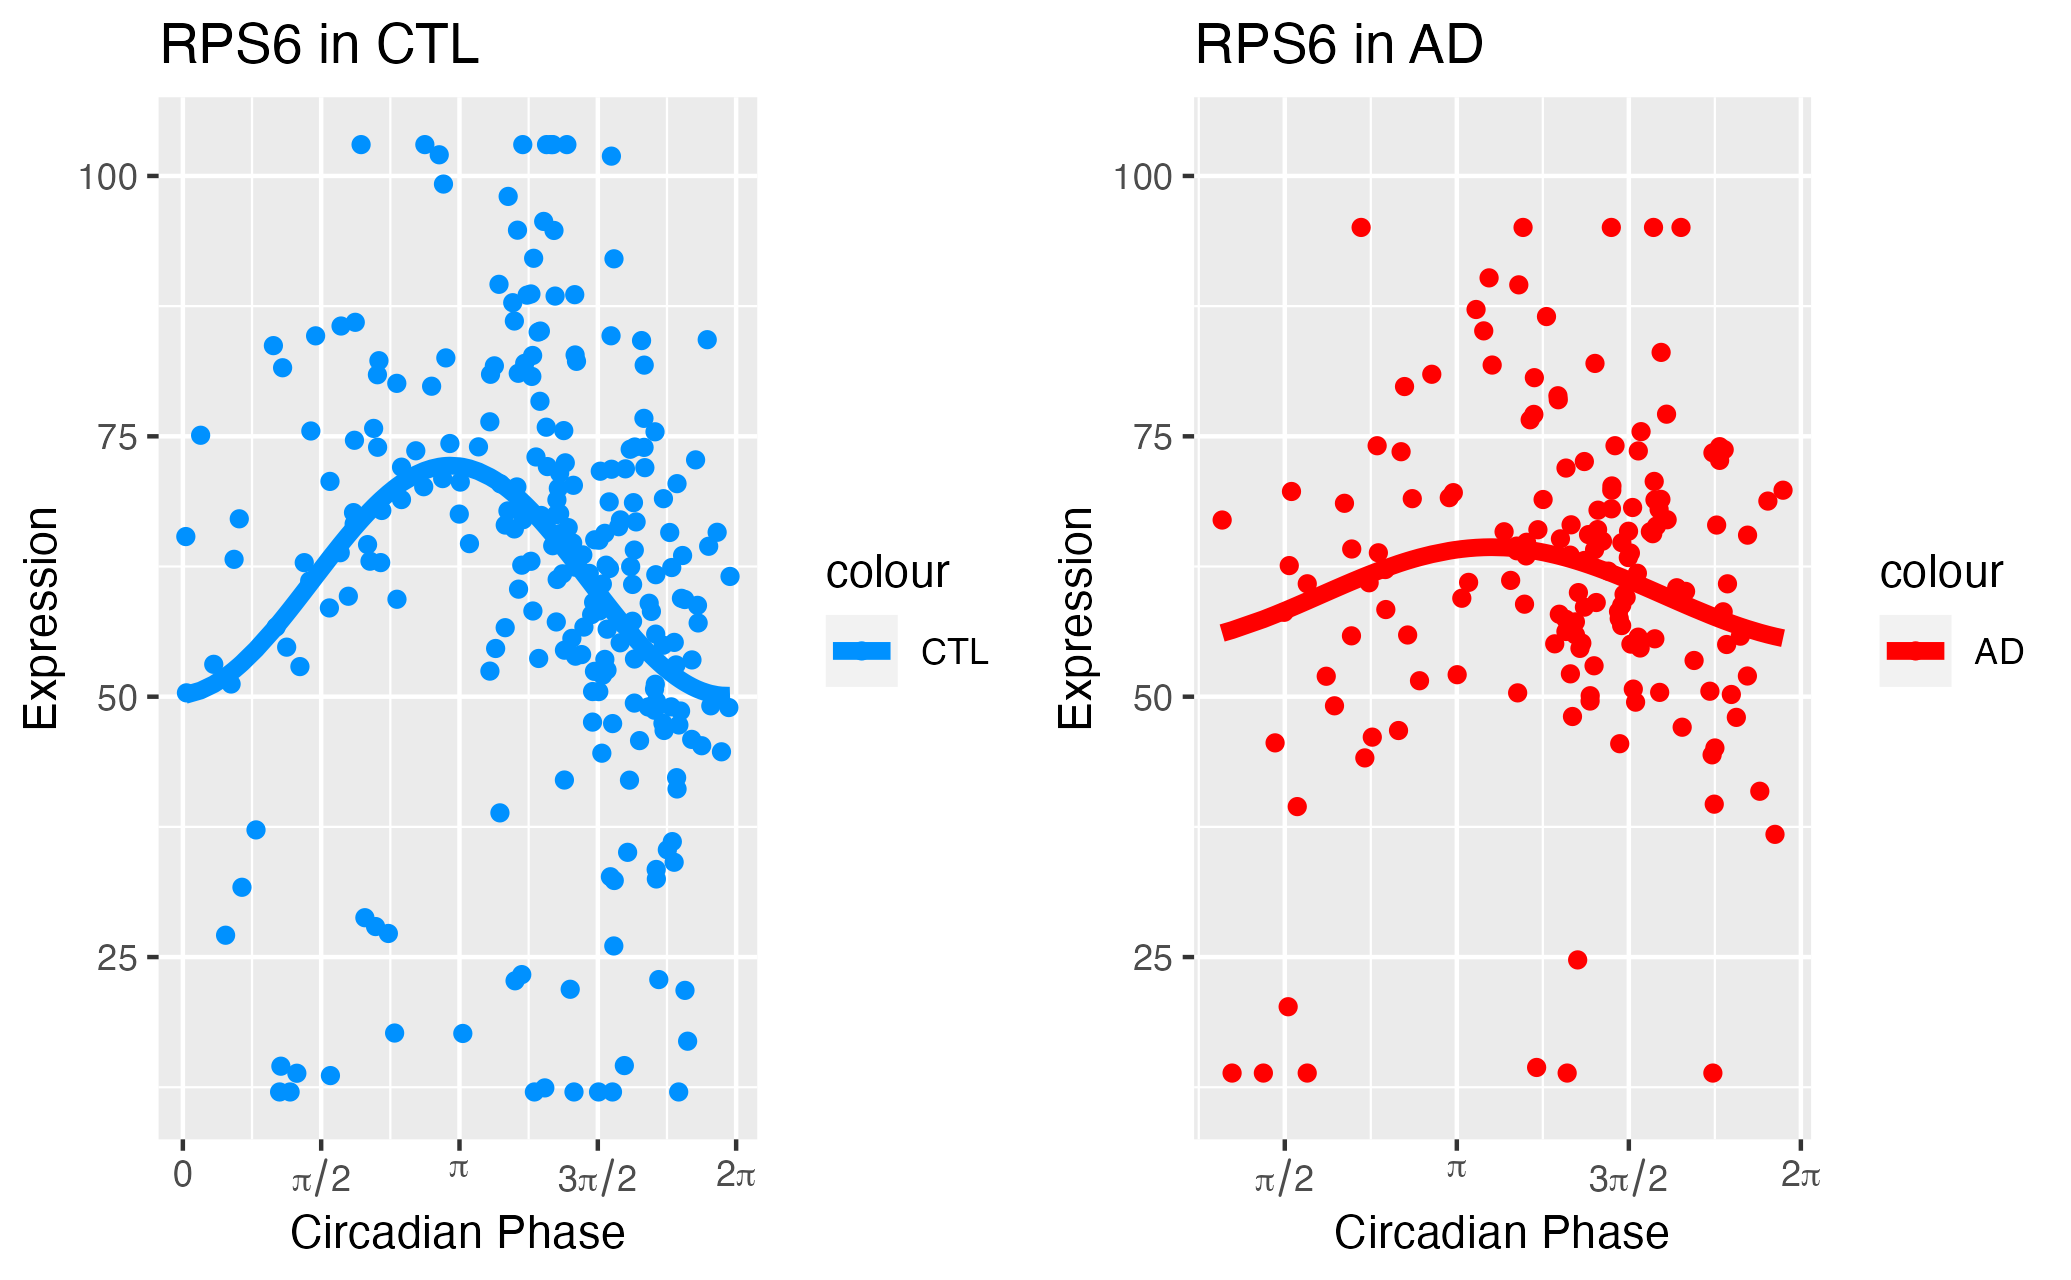 RPS6 in CTL
Expression
100
75
50
25
0
π/2
π
3π/2
2π
Circadian Phase
colour
CTL
RPS6 in AD
Expression
100
75
50
25
π/2
π
3π/2
2π
Circadian Phase
colour
AD